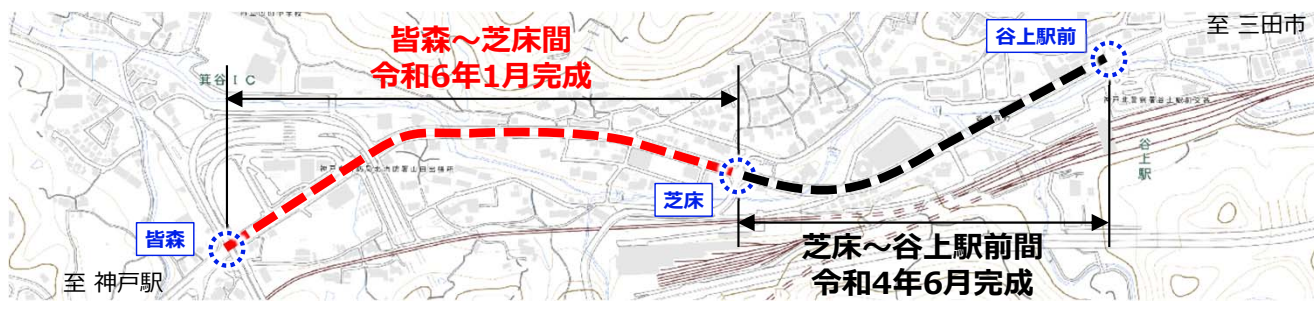 至 三田市
谷上駅前
皆森～芝床間
令和6年1月完成
箕谷ＩＣ
谷上駅
芝床
皆森
芝床～谷上駅前間
令和4年6月完成
至 神戸駅